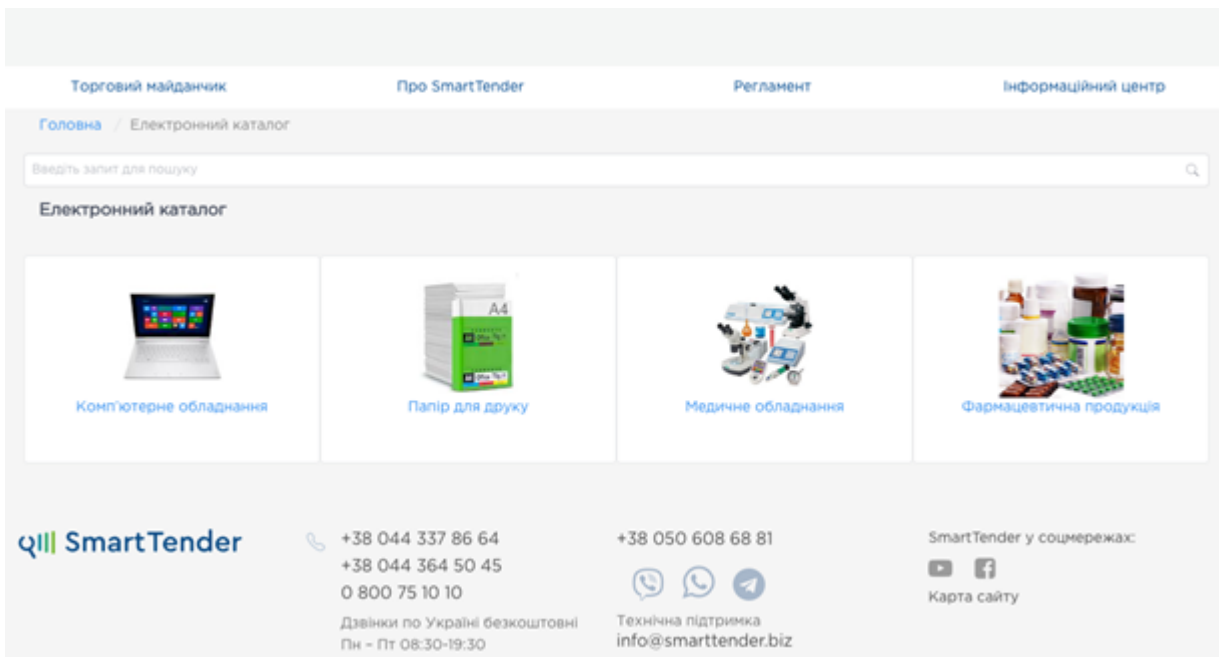 Торговий майданчик
Про SmartTender
Регламент
Інформаційний центр
Головна / Електронний каталог
Введіть запит для пошуку
Електронний каталог
A4
Комп'ютерне обладнання
Папір для друку
Медичне обладнання
Фармацевтична продукція
SmartTender
+38 044 337 86 64
+38 044 364 50 45
0 800 75 10 10
Дзвінки по Україні безкоштовні
Пн – Пт 08:30-19:30
+38 050 608 68 81
Технічна підтримка
info@smarttender.biz
SmartTender у соцмережах:
Карта сайту